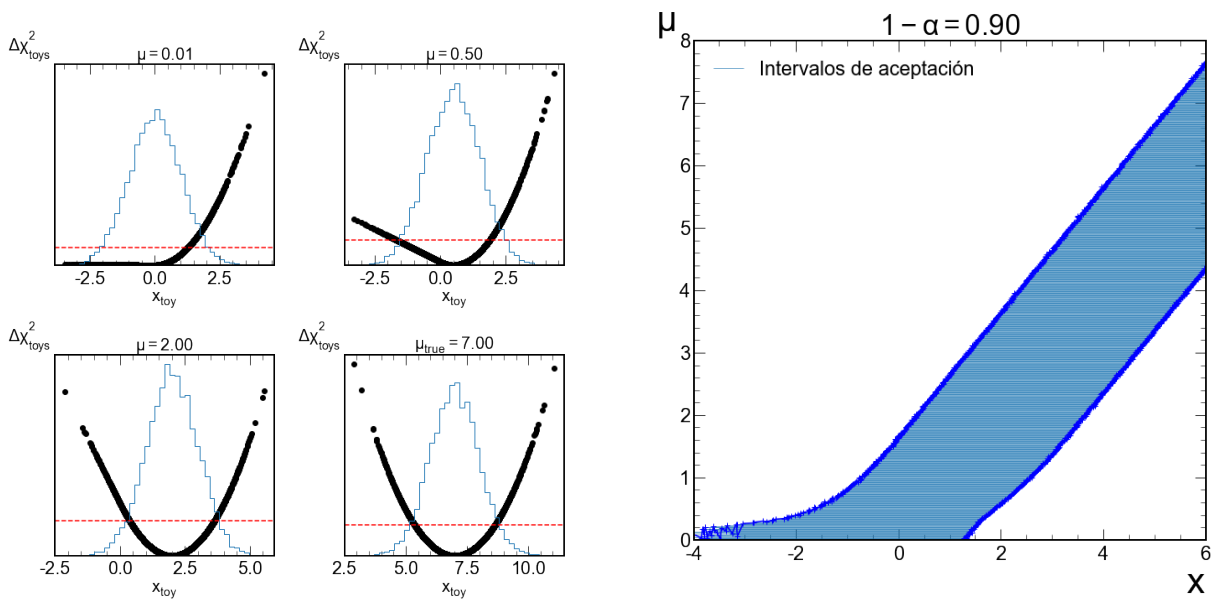 Δχ²toys
μ = 0.01
-2.5 0.0 2.5
xtoy
Δχ²toys
μ = 0.50
-2.5 0.0 2.5
xtoy
Δχ²toys
μ = 2.00
-2.5 0.0 2.5 5.0
xtoy
Δχ²toys
μtrue = 7.00
2.5 5.0 7.5 10.0
xtoy
μ
1 − α = 0.90
Intervalos de aceptación
8
7
6
5
4
3
2
1
0
-4 -2 0 2 4 6
x